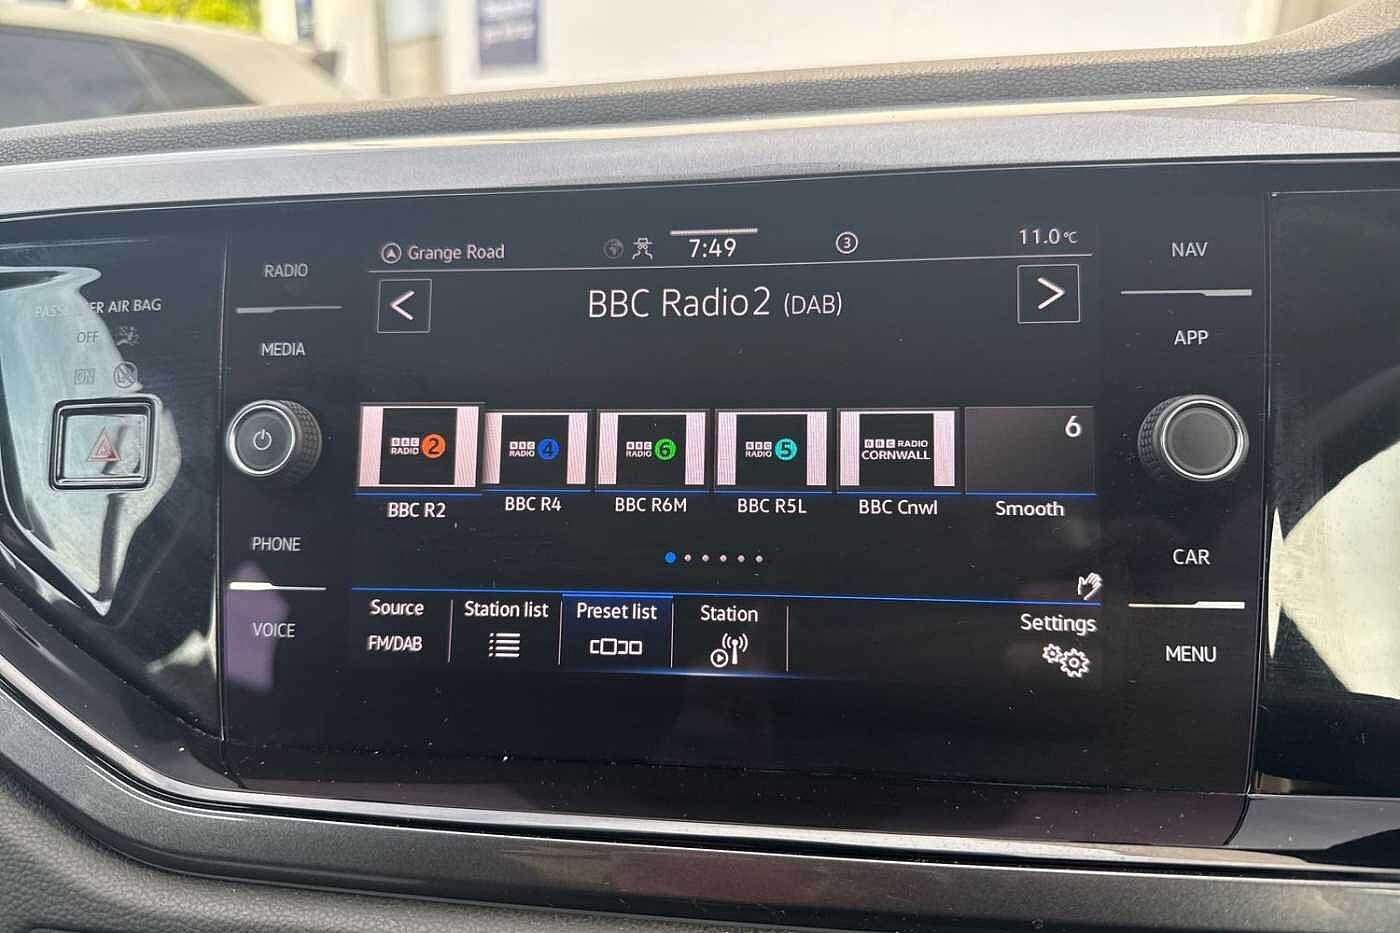 PASSENGER AIR BAG
OFF
ON
RADIO
MEDIA
PHONE
VOICE
Grange Road
7:49
3
11.0°C
BBC Radio2 (DAB)
BBC RADIO 2
BBC RADIO 4
BBC RADIO 6
BBC RADIO 5
BBC RADIO CORNWALL
6
BBC R2
BBC R4
BBC R6M
BBC R5L
BBC Cnwl
Smooth
Source
FM/DAB
Station list
Preset list
Station
Settings
NAV
APP
CAR
MENU